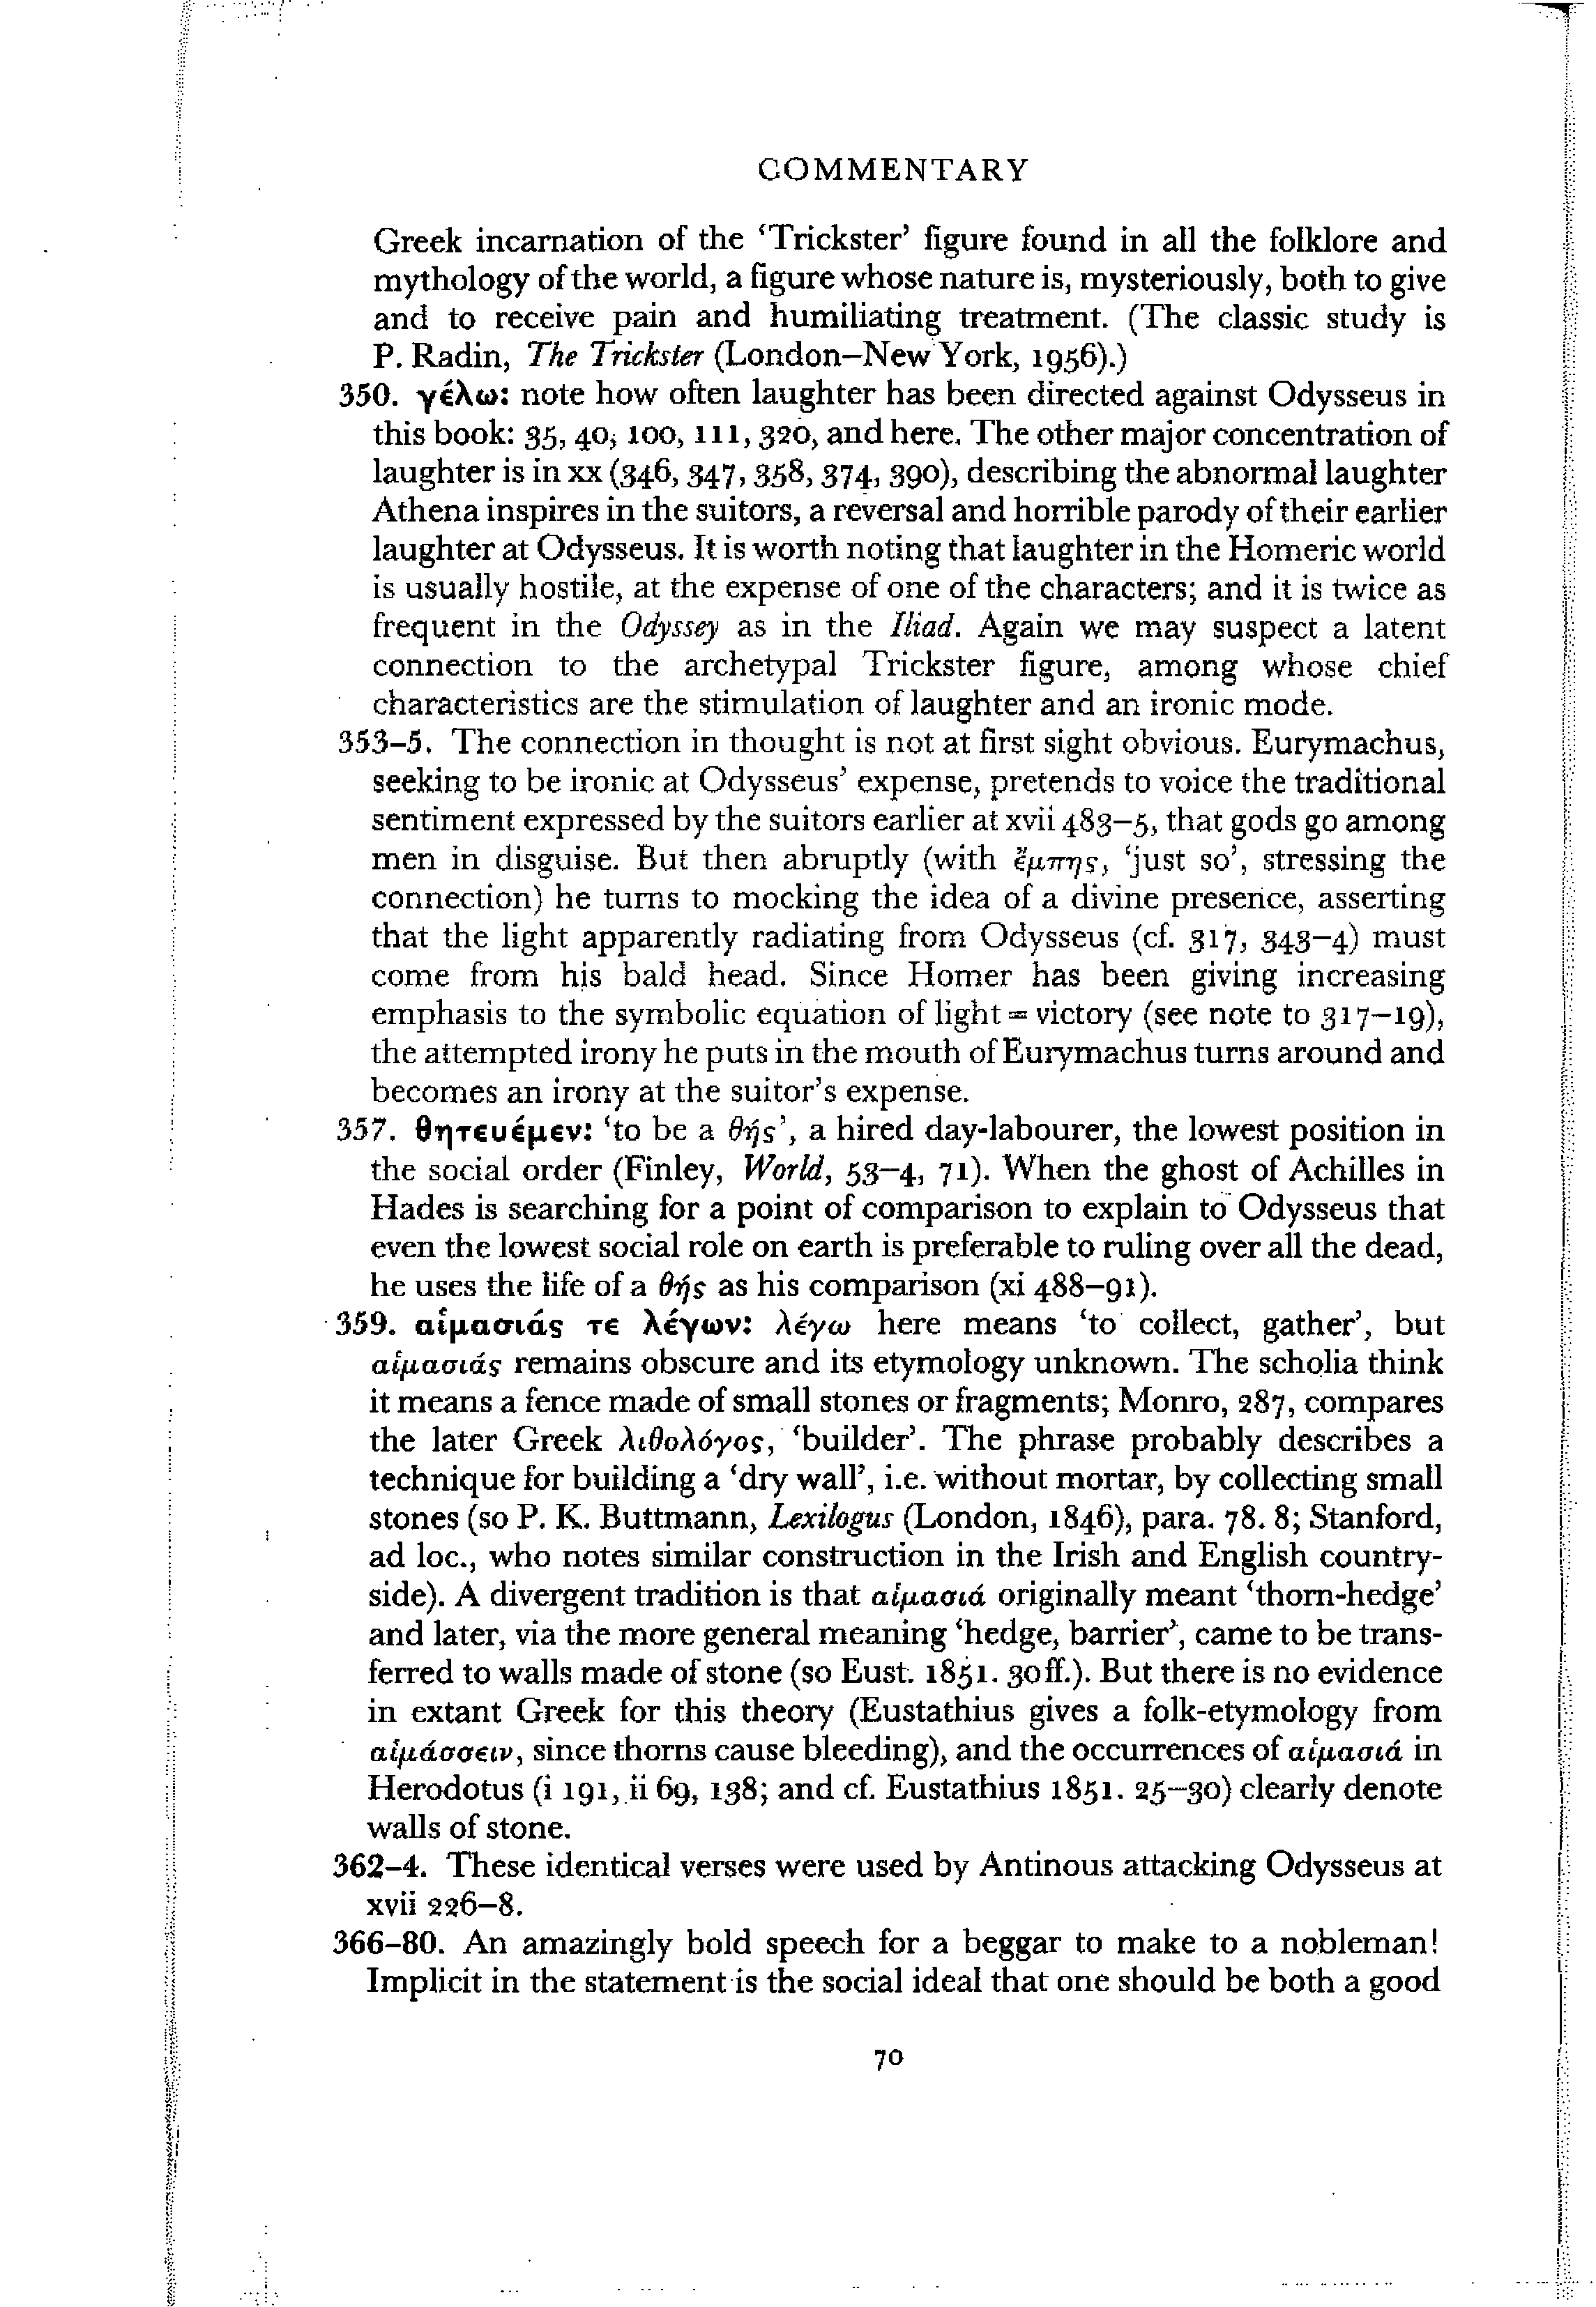 COMMENTARY
Greek incarnation of the ‘Trickster’ figure found in all the folklore and
mythology of the world, a figure whose nature is, mysteriously, both to give
and to receive pain and humiliating treatment. (The classic study is
P. Radin, The Trickster (London–New York, 1956).)
350. γέλω: note how often laughter has been directed against Odysseus in
this book: 35, 40, 100, 111, 320, and here. The other major concentration of
laughter is in xx (346, 347, 358, 374, 390), describing the abnormal laughter
Athena inspires in the suitors, a reversal and horrible parody of their earlier
laughter at Odysseus. It is worth noting that laughter in the Homeric world
is usually hostile, at the expense of one of the characters; and it is twice as
frequent in the Odyssey as in the Iliad. Again we may suspect a latent
connection to the archetypal Trickster figure, among whose chief
characteristics are the stimulation of laughter and an ironic mode.
353–5. The connection in thought is not at first sight obvious. Eurymachus,
seeking to be ironic at Odysseus’ expense, pretends to voice the traditional
sentiment expressed by the suitors earlier at xvii 483–5, that gods go among
men in disguise. But then abruptly (with ἔμπης, ‘just so’, stressing the
connection) he turns to mocking the idea of a divine presence, asserting
that the light apparently radiating from Odysseus (cf. 317, 343–4) must
come from his bald head. Since Homer has been giving increasing
emphasis to the symbolic equation of light = victory (see note to 317–19),
the attempted irony he puts in the mouth of Eurymachus turns around and
becomes an irony at the suitor’s expense.
357. θητευέμεν: ‘to be a θής’, a hired day-labourer, the lowest position in
the social order (Finley, World, 53–4, 71). When the ghost of Achilles in
Hades is searching for a point of comparison to explain to Odysseus that
even the lowest social role on earth is preferable to ruling over all the dead,
he uses the life of a θής as his comparison (xi 488–91).
359. αἱμασιάς τε λέγων: λέγω here means ‘to collect, gather’, but
αἱμασιάς remains obscure and its etymology unknown. The scholia think
it means a fence made of small stones or fragments; Monro, 287, compares
the later Greek λιθολόγος, ‘builder’. The phrase probably describes a
technique for building a ‘dry wall’, i.e. without mortar, by collecting small
stones (so P. K. Buttmann, Lexilogus (London, 1846), para. 78. 8; Stanford,
ad loc., who notes similar construction in the Irish and English country-
side). A divergent tradition is that αἱμασιά originally meant ‘thorn-hedge’
and later, via the more general meaning ‘hedge, barrier’, came to be trans-
ferred to walls made of stone (so Eust. 1851. 30ff.). But there is no evidence
in extant Greek for this theory (Eustathius gives a folk-etymology from
αἱμάσσειν, since thorns cause bleeding), and the occurrences of αἱμασιά in
Herodotus (i 191, ii 69, 138; and cf. Eustathius 1851. 25–30) clearly denote
walls of stone.
362–4. These identical verses were used by Antinous attacking Odysseus at
xvii 226–8.
366–80. An amazingly bold speech for a beggar to make to a nobleman!
Implicit in the statement is the social ideal that one should be both a good
70